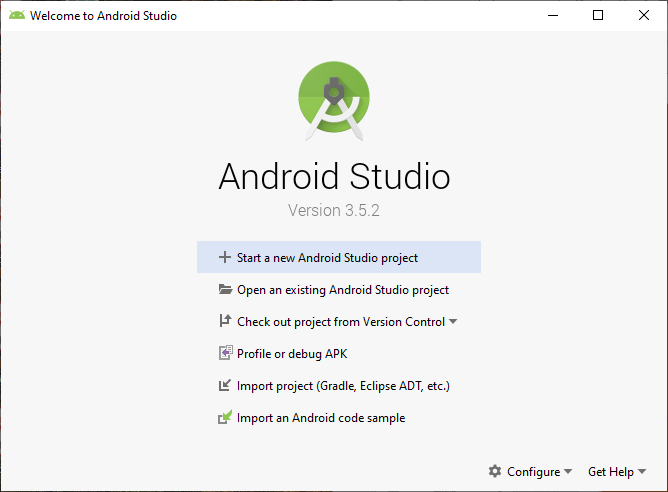 Welcome to Android Studio
Android Studio
Version 3.5.2
Start a new Android Studio project
Open an existing Android Studio project
Check out project from Version Control
Profile or debug APK
Import project (Gradle, Eclipse ADT, etc.)
Import an Android code sample
Configure Get Help